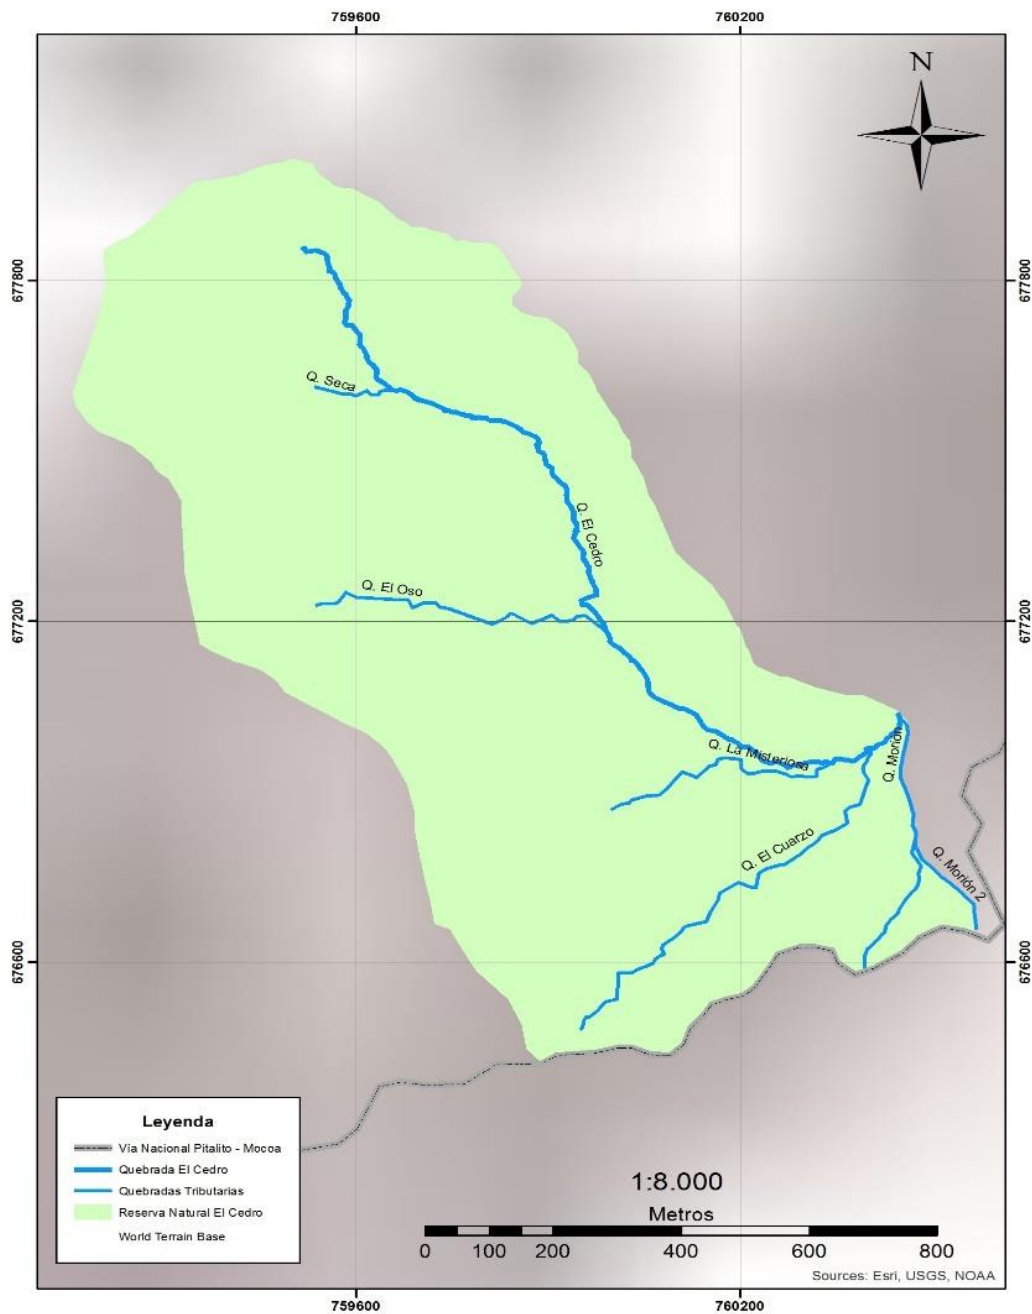 759600
760200
N
677800
677800
Q. Seca
Q. El Cedro
Q. El Oso
677200
677200
Q. La Misteriosa
Q. Morión
Q. El Cuarzo
Q. Morión 2
676600
676600
Leyenda
Vía Nacional Pitalito - Mocoa
Quebrada El Cedro
Quebradas Tributarias
Reserva Natural El Cedro
World Terrain Base
1:8.000
Metros
0 100 200 400 600 800
Sources: Esri, USGS, NOAA
759600
760200